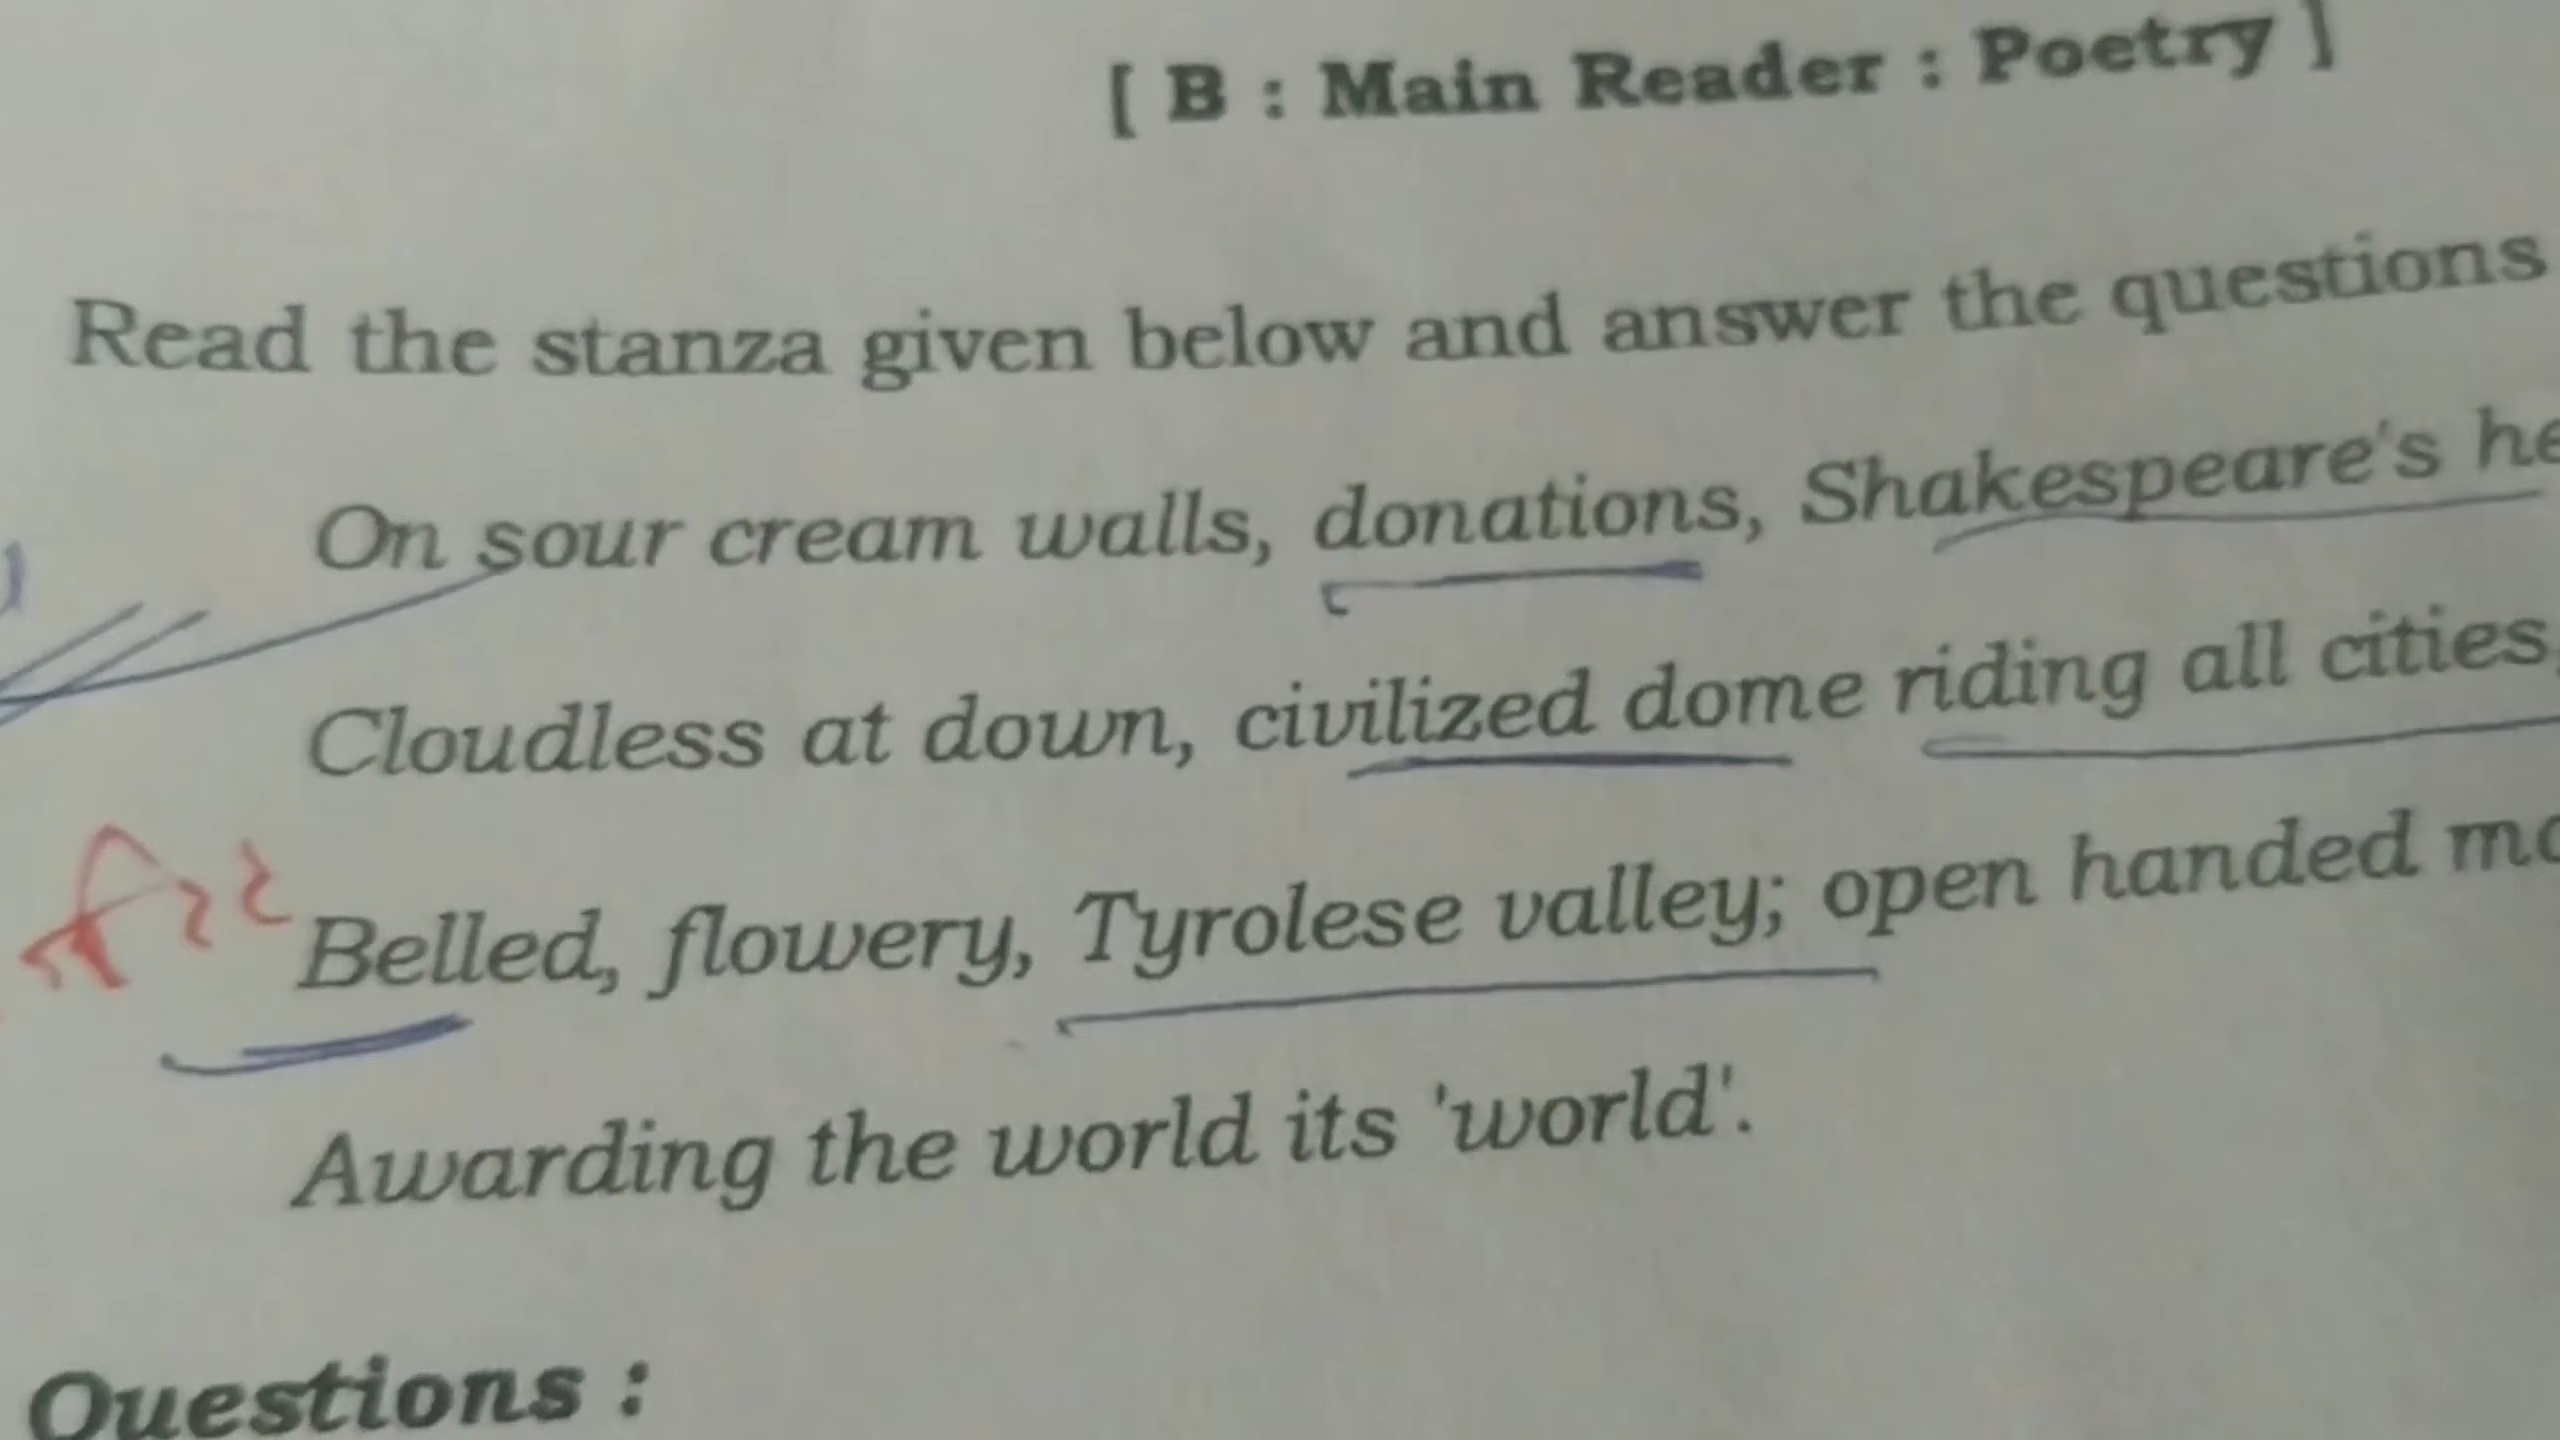 [ B : Main Reader : Poetry ]
Read the stanza given below and answer the questions
On sour cream walls, donations, Shakespeare's
Cloudless at down, civilized dome riding all cities,
Belled, flowery, Tyrolese valley; open handed
Awarding the world its 'world'.
Questions :